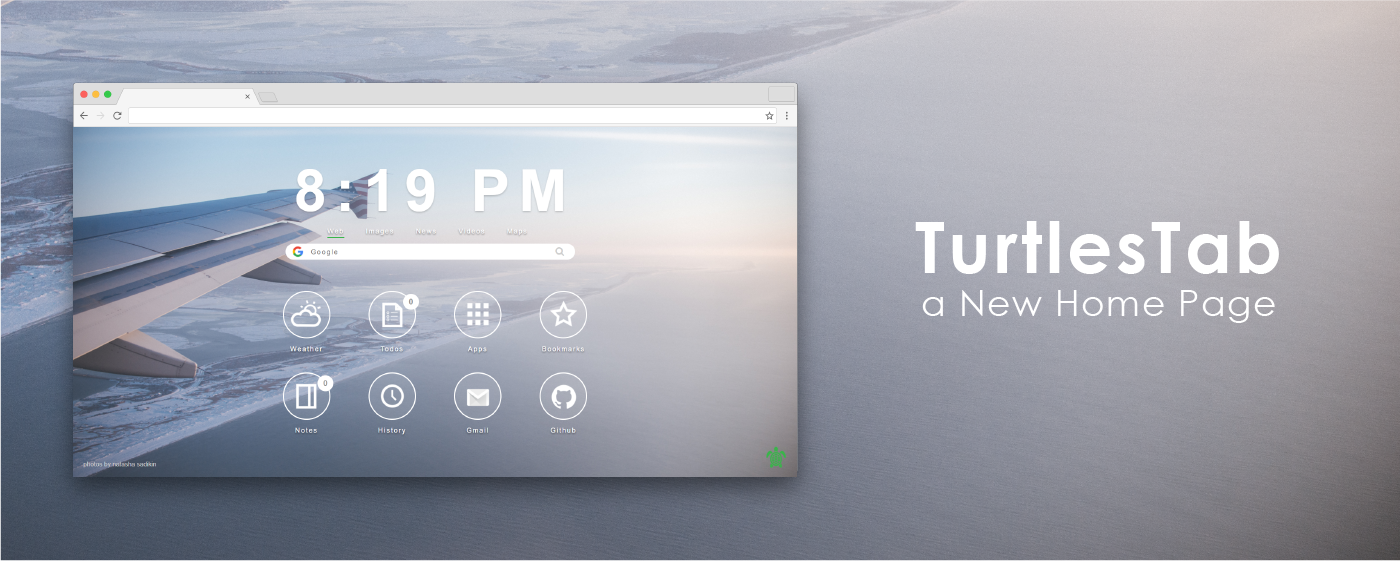 8:19 PM
Web Images News Videos Maps
Google
0
Weather Todos Apps Bookmarks
0
Notes History Gmail Github
photos by natasha sadikin
TurtlesTab
a New Home Page